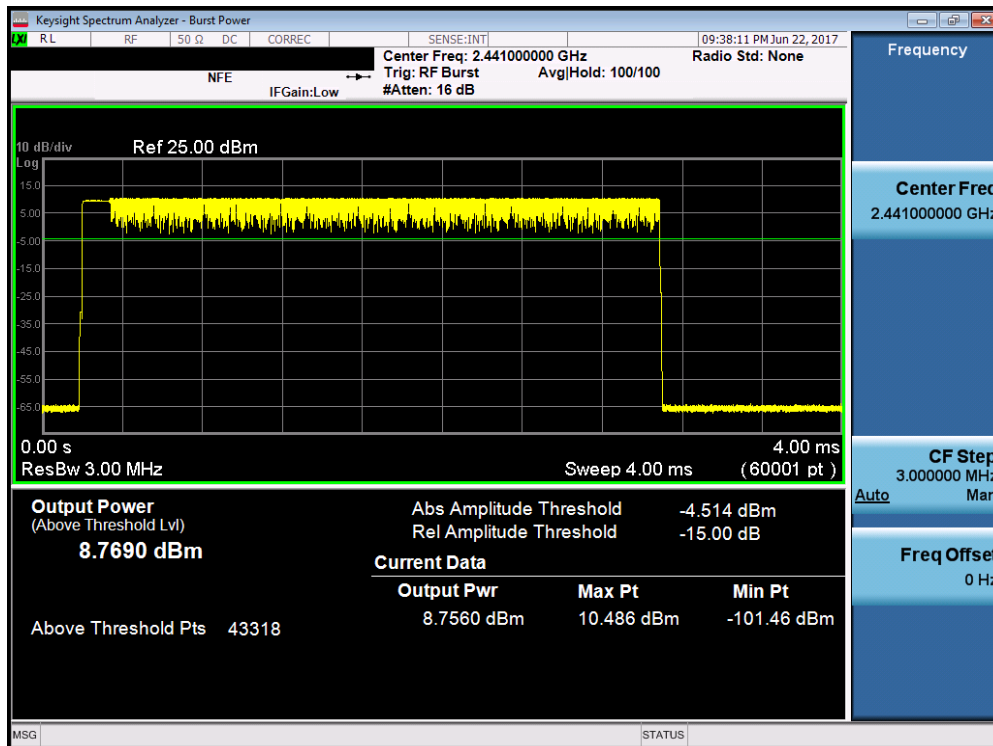 Keysight Spectrum Analyzer - Burst Power
LXI RL RF 50 Ω DC CORREC SENSE:INT 09:38:11 PM Jun 22, 2017
Center Freq: 2.441000000 GHz Radio Std: None
NFE Trig: RF Burst Avg|Hold: 100/100
IFGain:Low #Atten: 16 dB
10 dB/div Ref 25.00 dBm
Log
15.0
5.00
-5.00
-15.0
-25.0
-35.0
-45.0
-55.0
-65.0
0.00 s 4.00 ms
ResBw 3.00 MHz Sweep 4.00 ms (60001 pt)
Output Power
(Above Threshold Lvl)
8.7690 dBm
Above Threshold Pts 43318
Abs Amplitude Threshold -4.514 dBm
Rel Amplitude Threshold -15.00 dB
Current Data
Output Pwr Max Pt Min Pt
8.7560 dBm 10.486 dBm -101.46 dBm
Frequency
Center Freq
2.441000000 GHz
CF Step
3.000000 MHz
Auto Man
Freq Offset
0 Hz
MSG STATUS